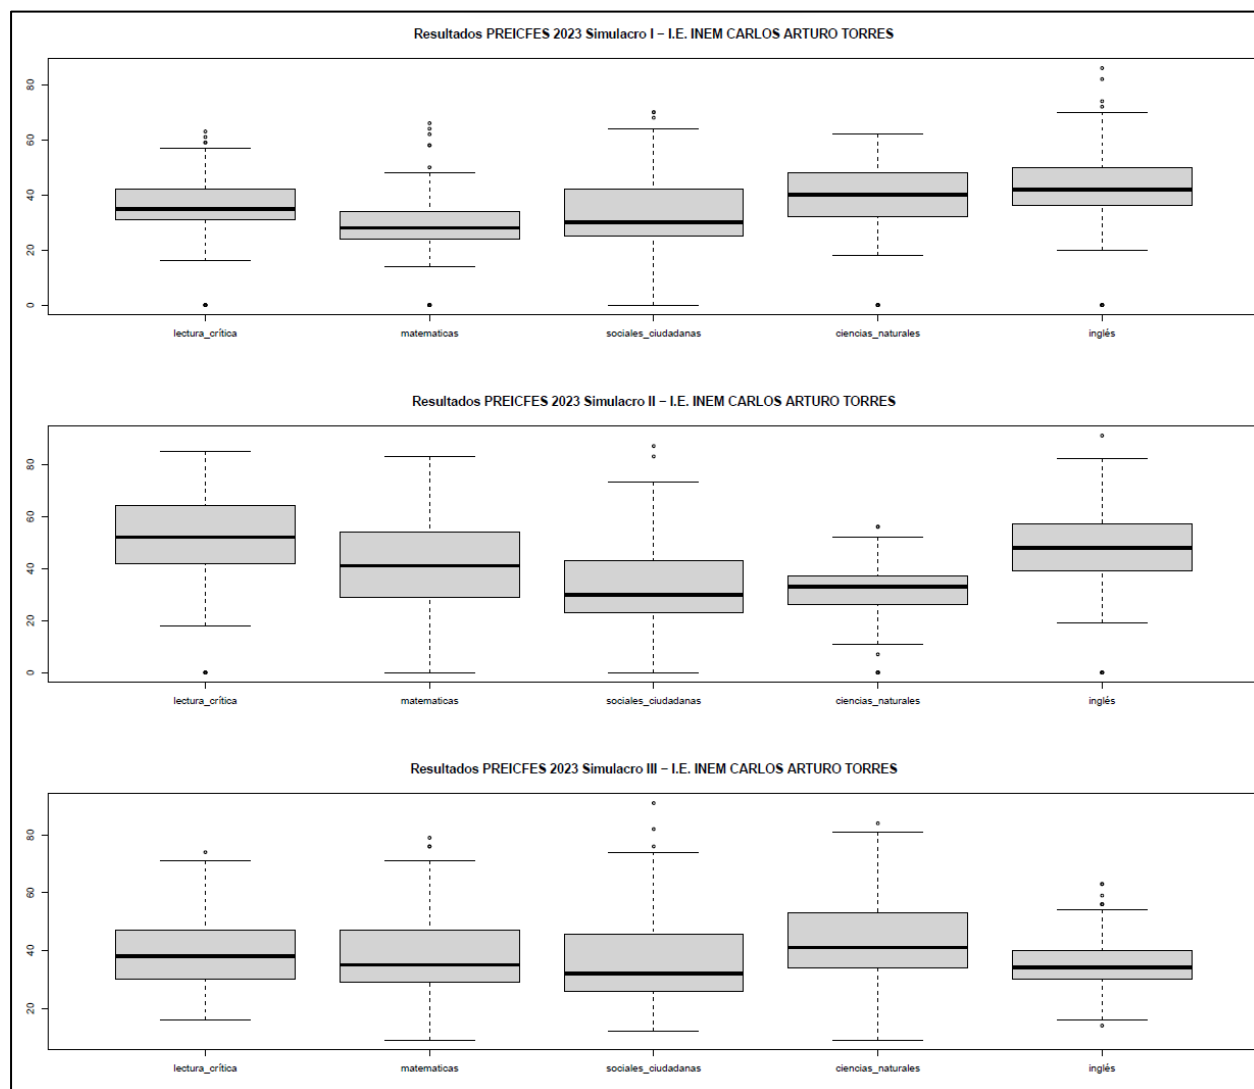 Resultados PREICFES 2023 Simulacro I – I.E. INEM CARLOS ARTURO TORRES
80
60
40
20
0
lectura_crítica matematicas sociales_ciudadanas ciencias_naturales inglés
Resultados PREICFES 2023 Simulacro II – I.E. INEM CARLOS ARTURO TORRES
80
60
40
20
0
lectura_crítica matematicas sociales_ciudadanas ciencias_naturales inglés
Resultados PREICFES 2023 Simulacro III – I.E. INEM CARLOS ARTURO TORRES
80
60
40
20
lectura_crítica matematicas sociales_ciudadanas ciencias_naturales inglés